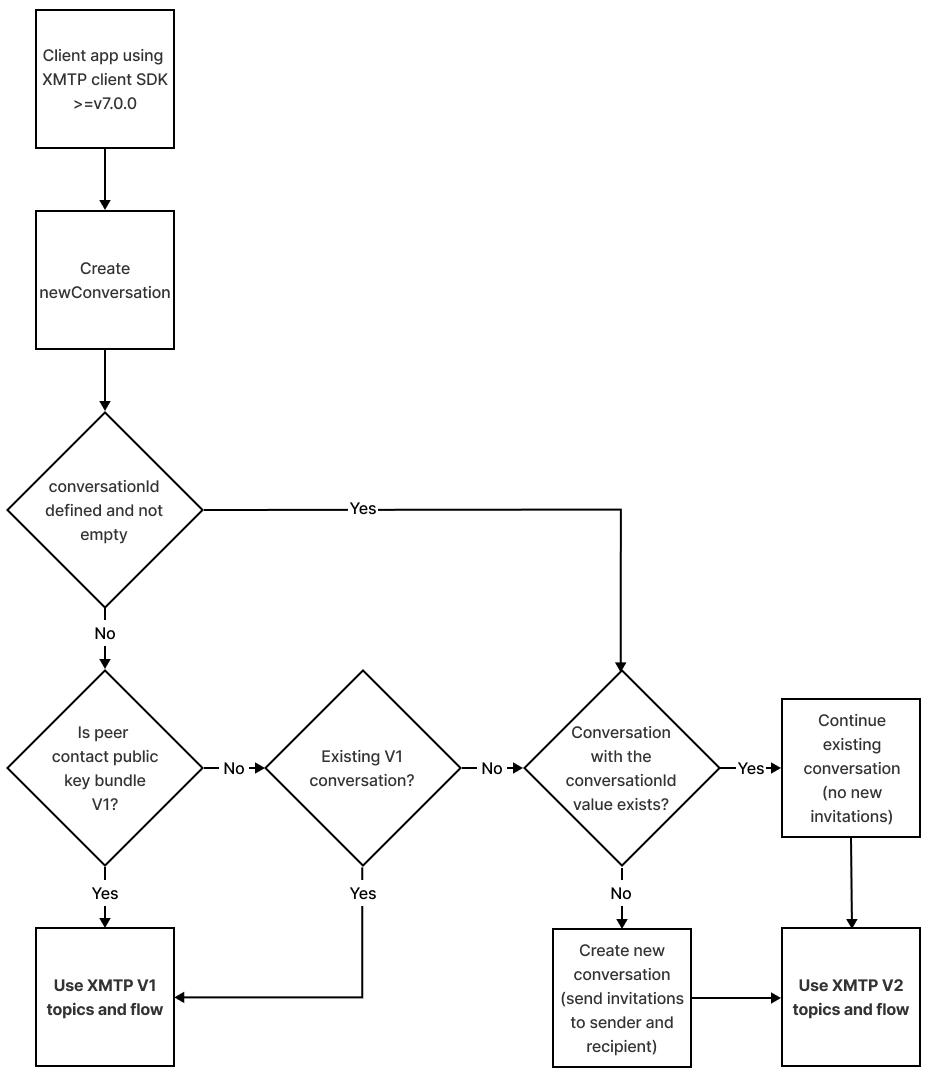 Client app using
XMTP client SDK
>=v7.0.0
Create
newConversation
conversationId
defined and not
empty
Yes
No
Is peer
contact public
key bundle
V1?
No
Existing V1
conversation?
No
Conversation
with the
conversationId
value exists?
Yes
Continue
existing
conversation
(no new
invitations)
Yes
Yes
No
Use XMTP V1
topics and flow
Create new
conversation
(send invitations
to sender and
recipient)
Use XMTP V2
topics and flow